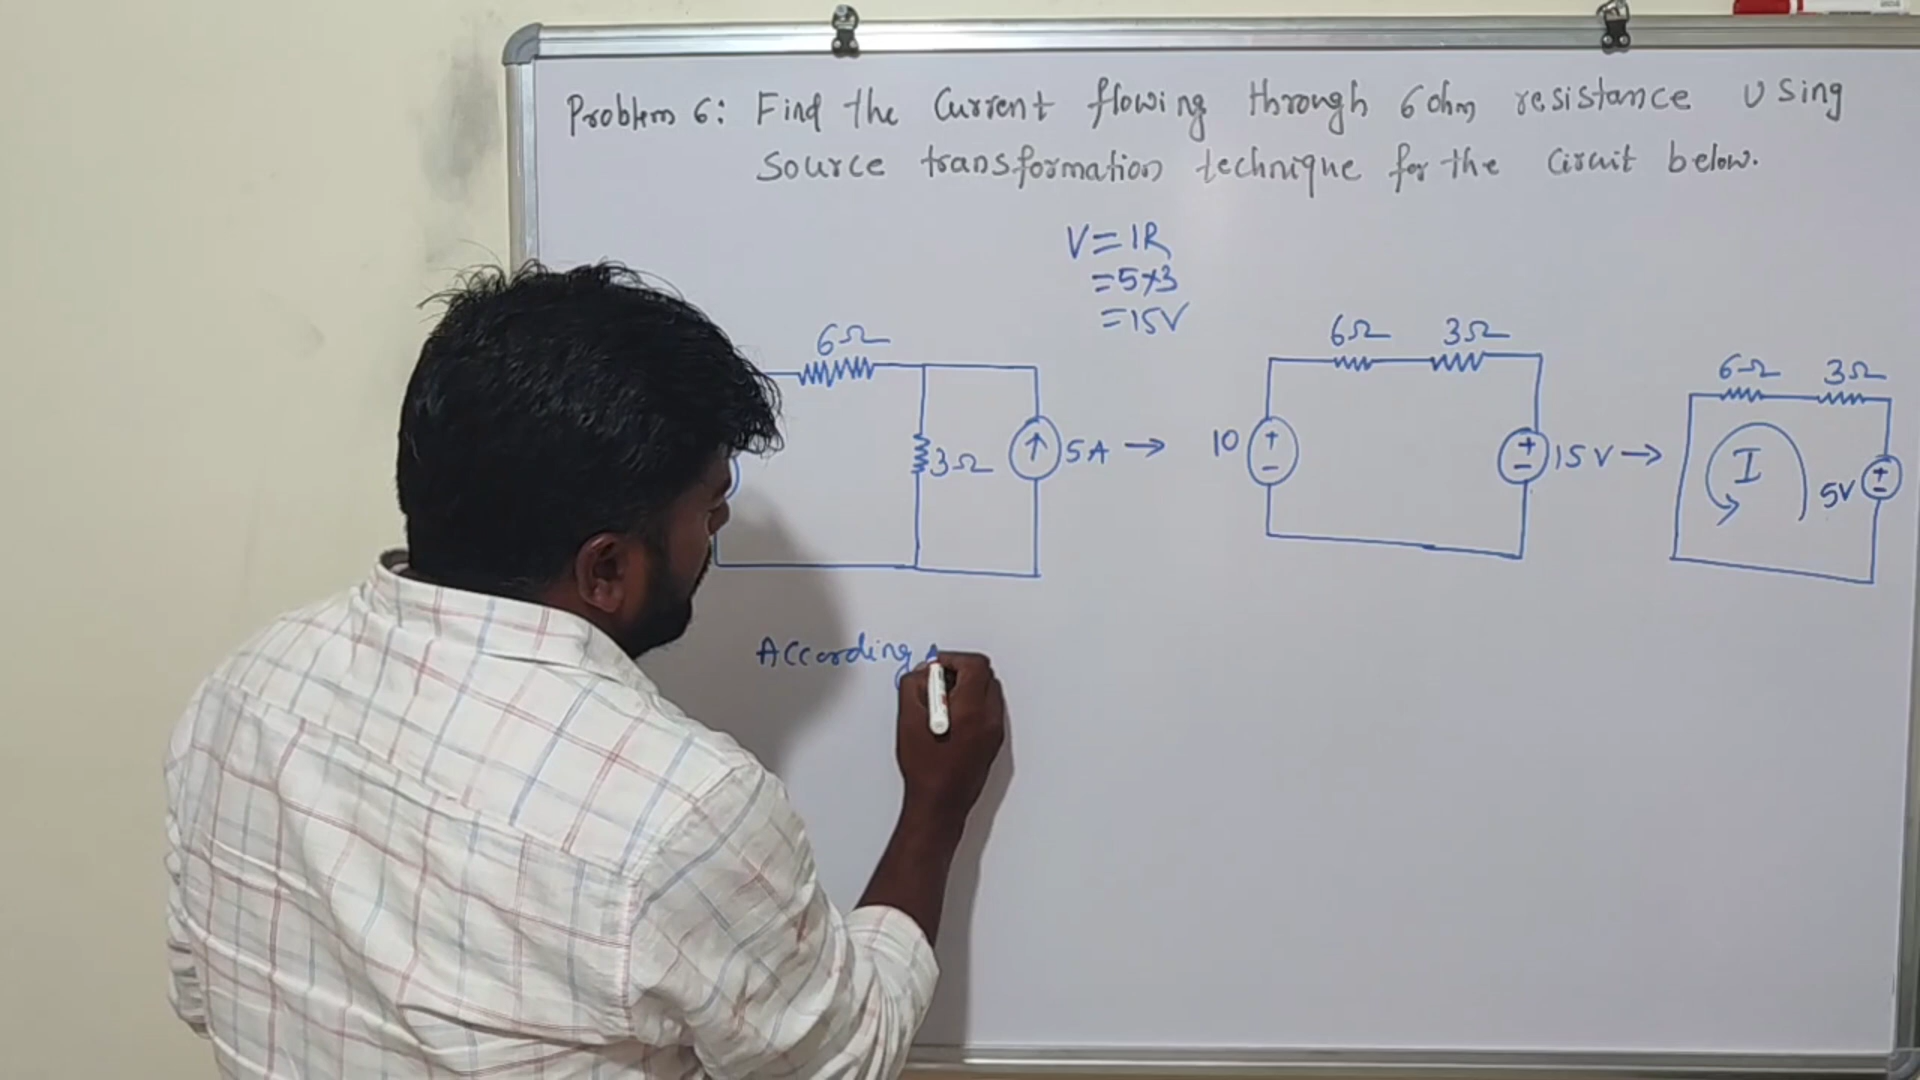 Problem 6: Find the Current flowing through 6 ohm resistance Using
Source transformation technique for the Circuit below.
V=IR
=5×3
=15V
6Ω
3Ω
5A →
6Ω 3Ω
10 + -
+ - 15V →
6Ω 3Ω
I
5V + -
According